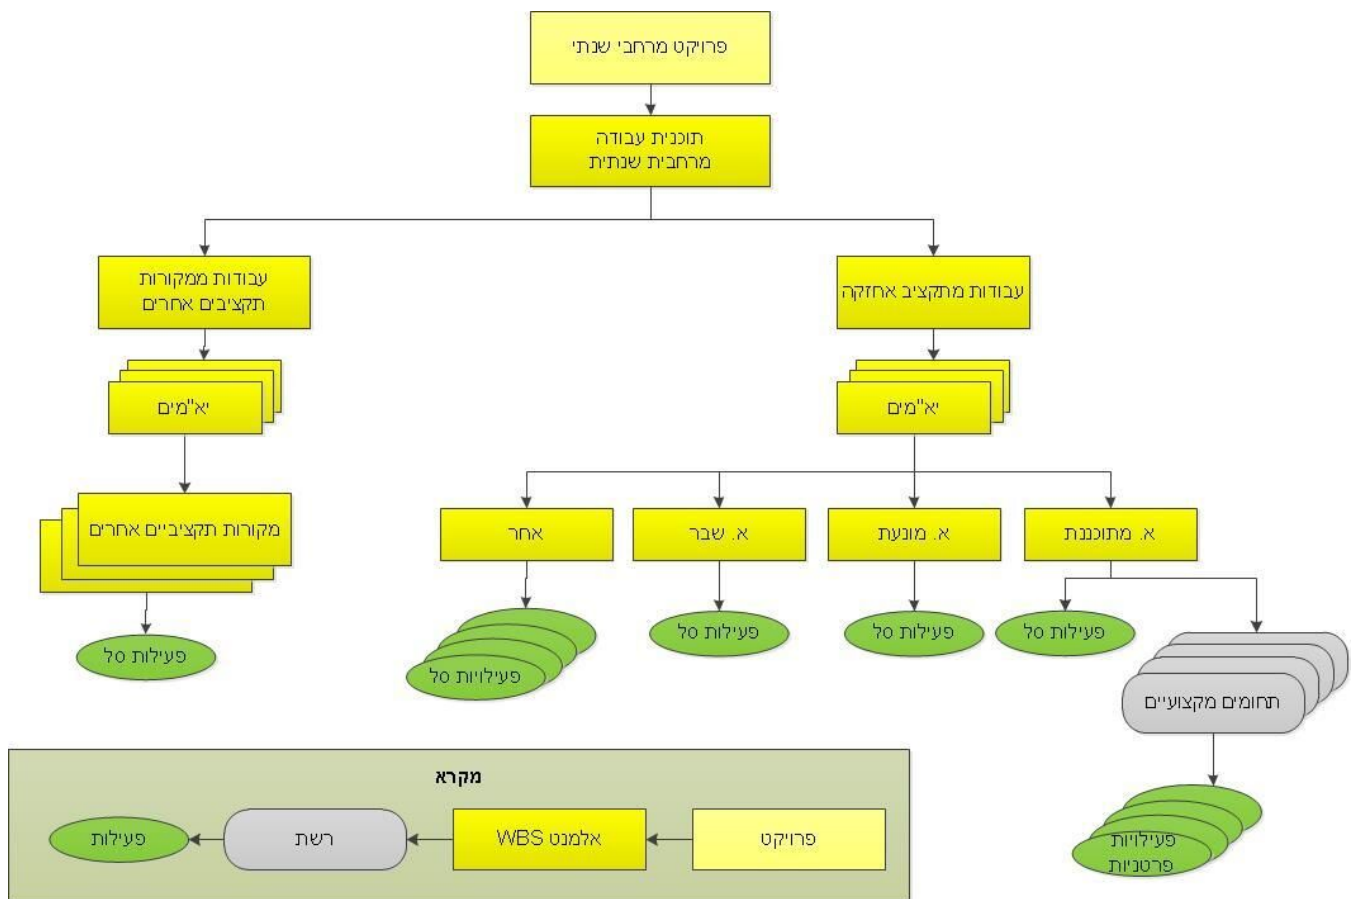 פרויקט מרחבי שנתי
תוכנית עבודה
מרחבית שנתית
עבודות מתקציב אחזקה
עבודות ממקורות
תקציבים אחרים
יא"מים
יא"מים
א. מתוכננת
א. מונעת
א. שבר
אחר
מקורות תקציביים אחרים
פעילות סל
פעילות סל
פעילות סל
פעילויות סל
פעילות סל
תחומים מקצועיים
פעילויות
פרטניות
מקרא
פרויקט
אלמנט WBS
רשת
פעילות